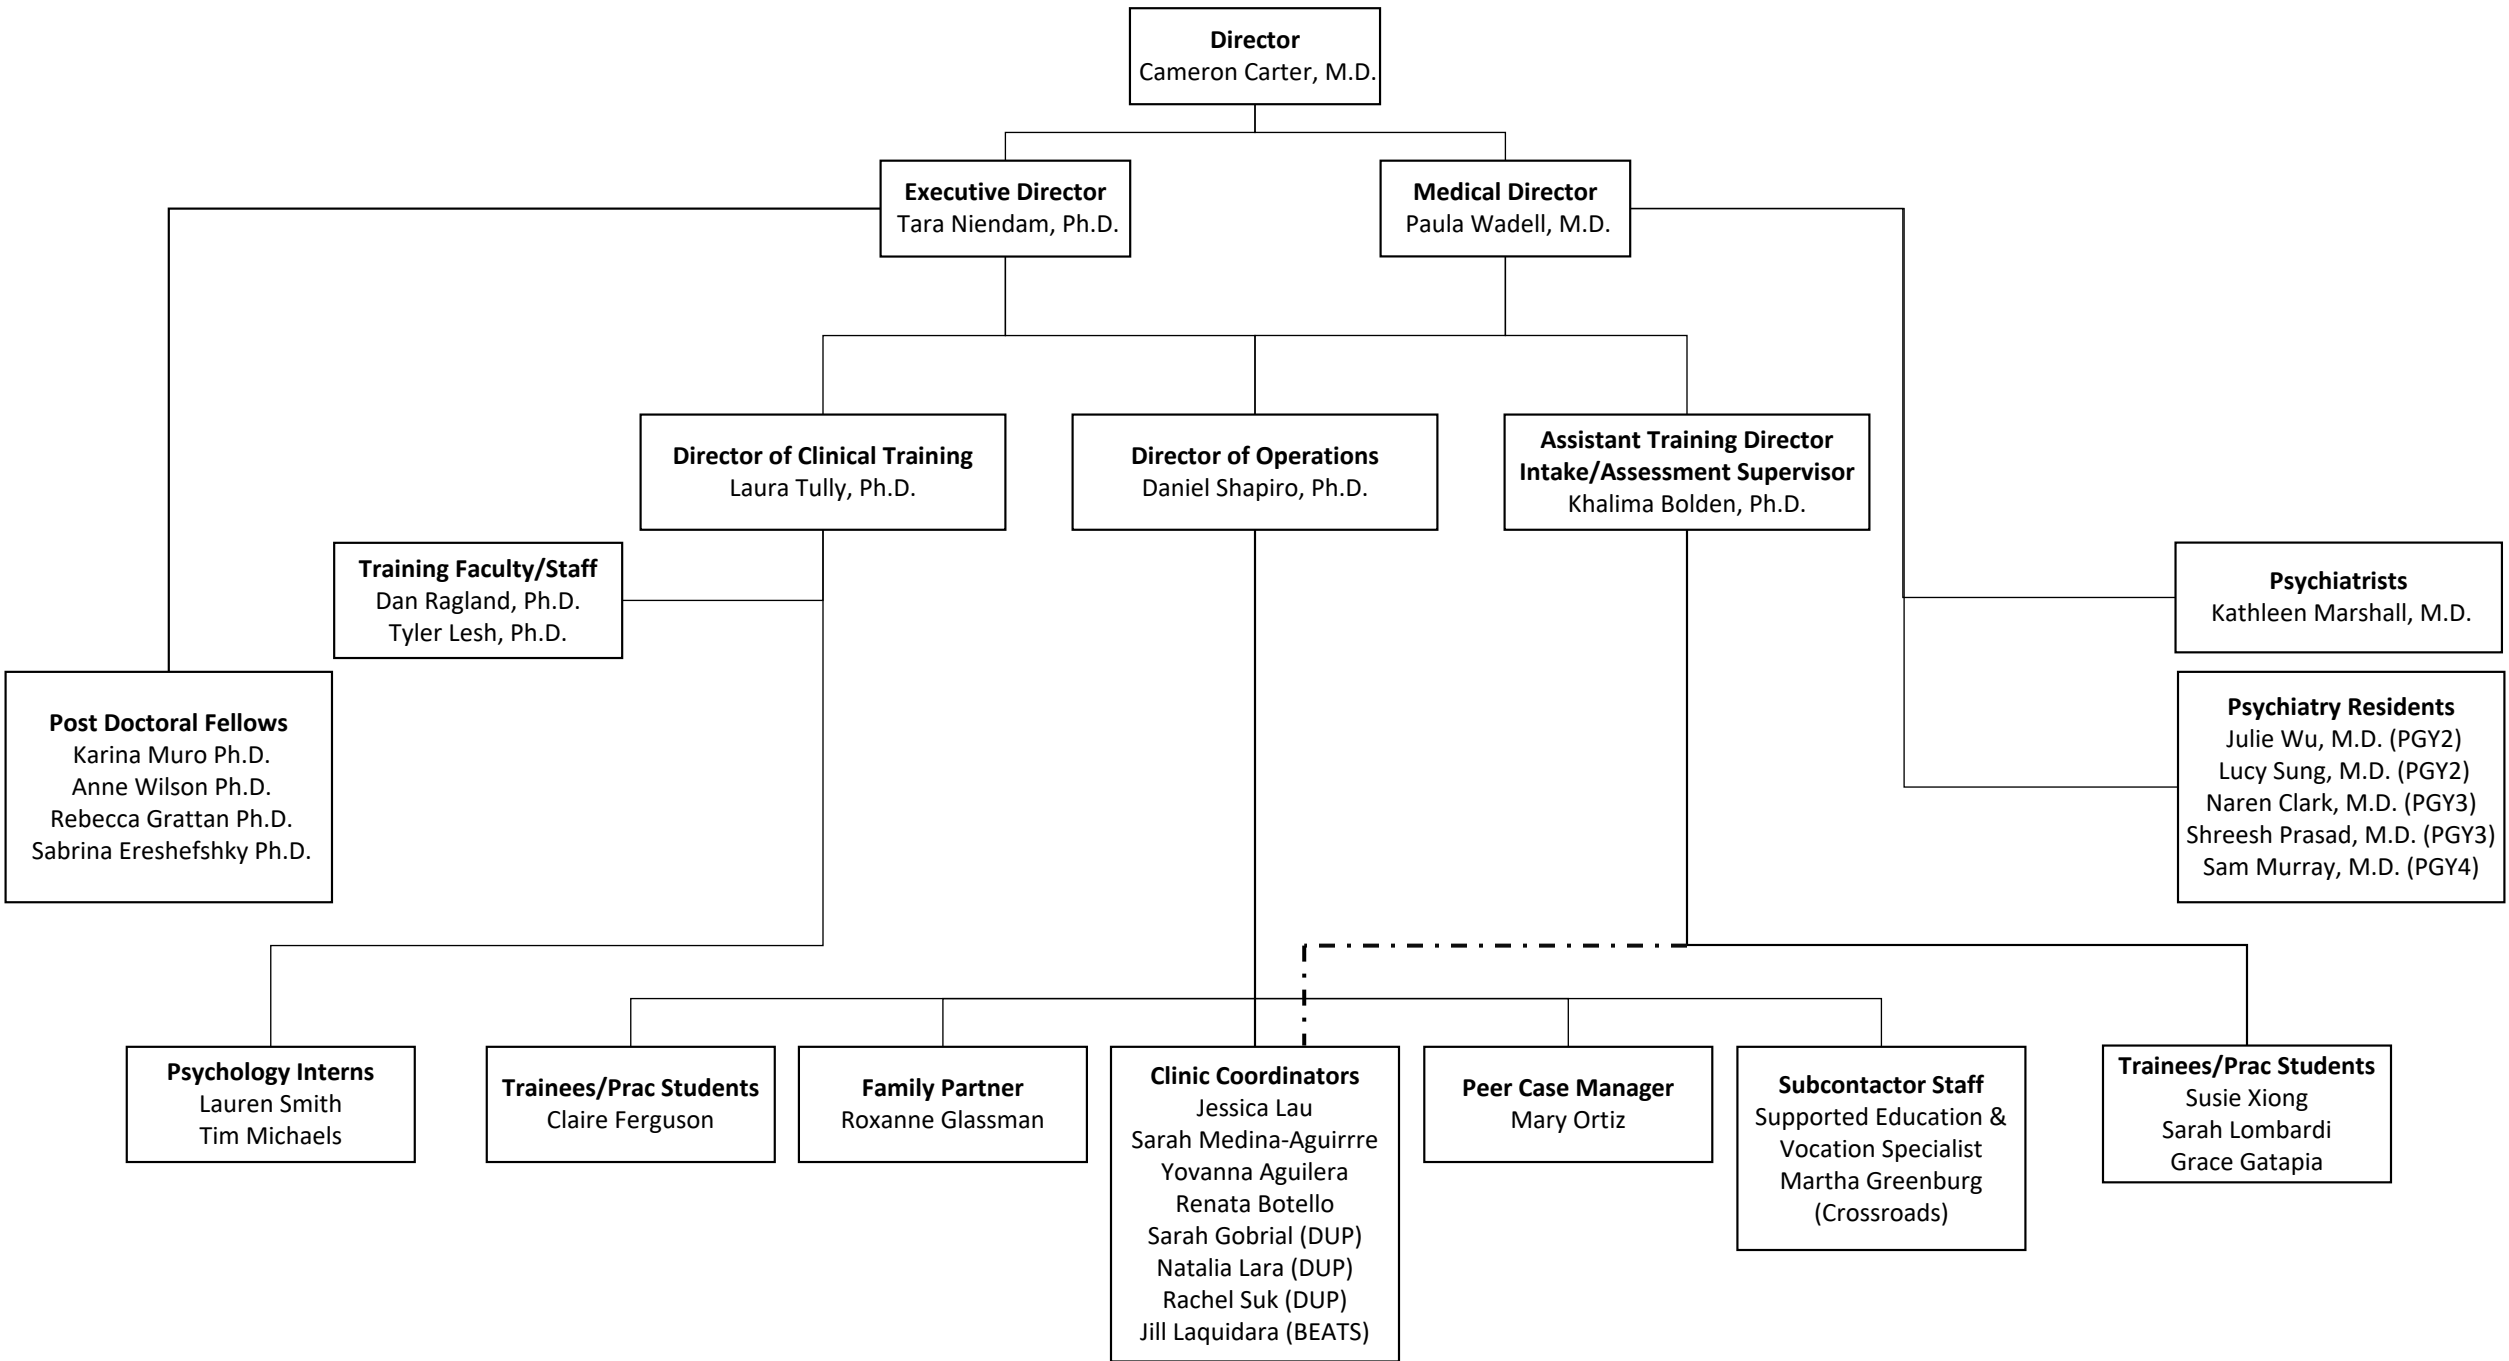 Director
Cameron Carter, M.D.
Executive Director
Tara Niendam, Ph.D.
Medical Director
Paula Wadell, M.D.
Director of Clinical Training
Laura Tully, Ph.D.
Director of Operations
Daniel Shapiro, Ph.D.
Assistant Training Director
Intake/Assessment Supervisor
Khalima Bolden, Ph.D.
Training Faculty/Staff
Dan Ragland, Ph.D.
Tyler Lesh, Ph.D.
Psychiatrists
Kathleen Marshall, M.D.
Post Doctoral Fellows
Karina Muro Ph.D.
Anne Wilson Ph.D.
Rebecca Grattan Ph.D.
Sabrina Ereshefshky Ph.D.
Psychiatry Residents
Julie Wu, M.D. (PGY2)
Lucy Sung, M.D. (PGY2)
Naren Clark, M.D. (PGY3)
Shreesh Prasad, M.D. (PGY3)
Sam Murray, M.D. (PGY4)
Psychology Interns
Lauren Smith
Tim Michaels
Trainees/Prac Students
Claire Ferguson
Family Partner
Roxanne Glassman
Clinic Coordinators
Jessica Lau
Sarah Medina-Aguirrre
Yovanna Aguilera
Renata Botello
Sarah Gobrial (DUP)
Natalia Lara (DUP)
Rachel Suk (DUP)
Jill Laquidara (BEATS)
Peer Case Manager
Mary Ortiz
Subcontactor Staff
Supported Education &
Vocation Specialist
Martha Greenburg
(Crossroads)
Trainees/Prac Students
Susie Xiong
Sarah Lombardi
Grace Gatapia